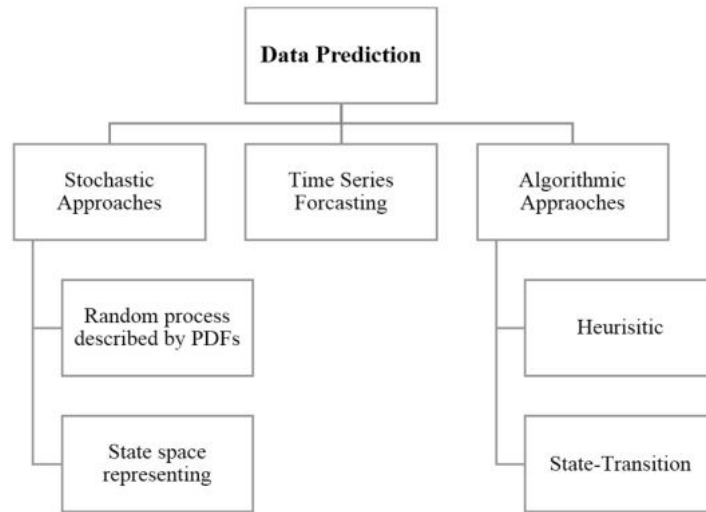 Data Prediction
Stochastic
Approaches
Time Series
Forcasting
Algorithmic
Appraoches
Random process
described by PDFs
Heurisitic
State space
representing
State-Transition